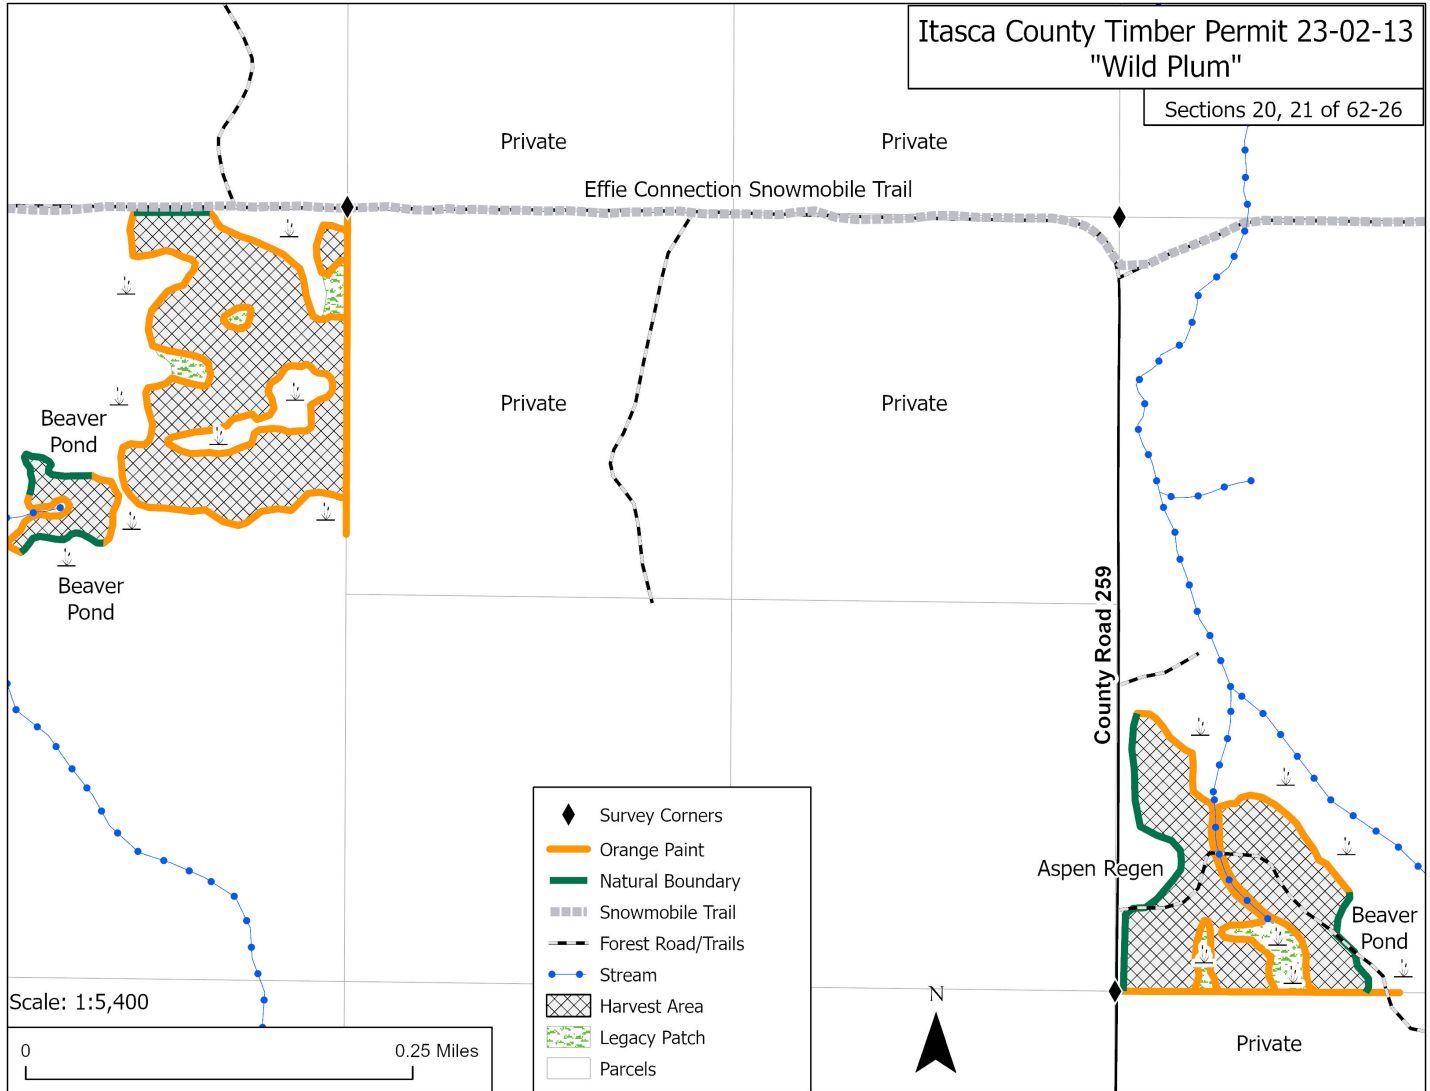 Itasca County Timber Permit 23-02-13
"Wild Plum"
Sections 20, 21 of 62-26
Private
Private
Effie Connection Snowmobile Trail
Private
Private
Beaver
Pond
Beaver
Pond
County Road 259
Aspen Regen
Beaver
Pond
Private
Survey Corners
Orange Paint
Natural Boundary
Snowmobile Trail
Forest Road/Trails
Stream
Harvest Area
Legacy Patch
Parcels
N
Scale: 1:5,400
0
0.25 Miles